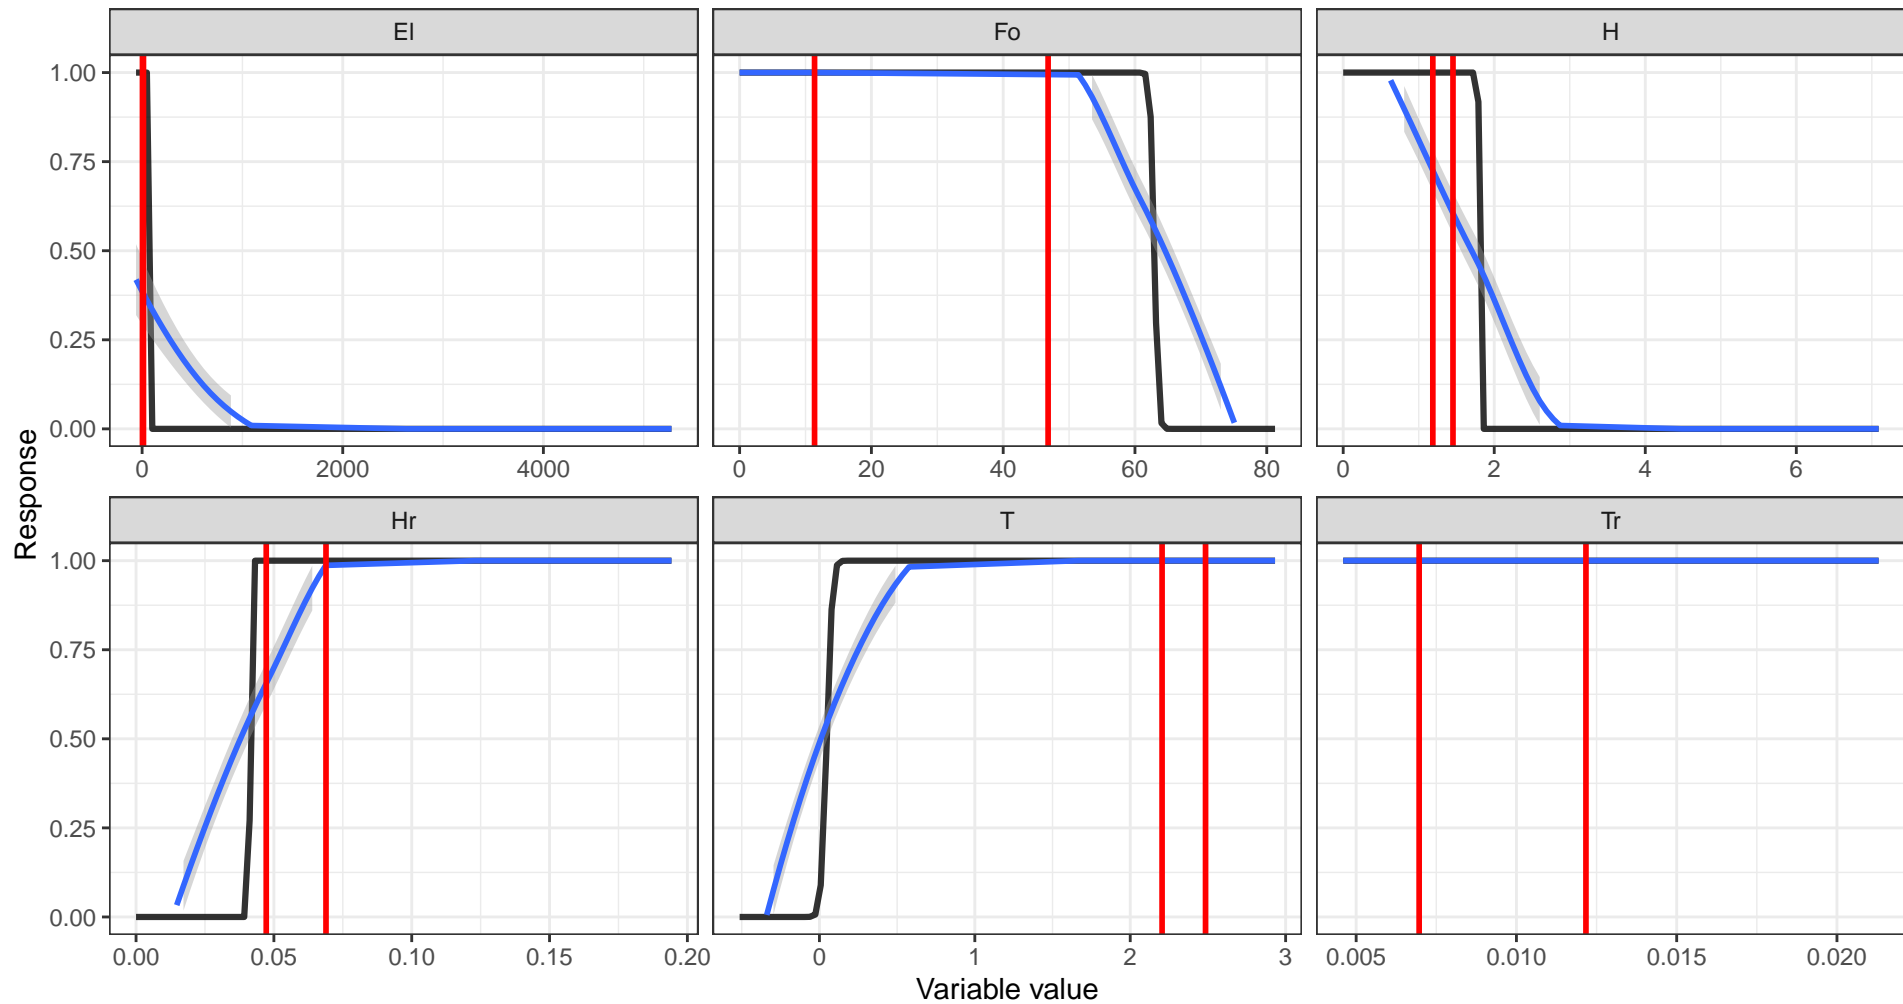 El
Fo
H
1.00
0.75
0.50
0.25
0.00
0 2000 4000
0 20 40 60 80
0 2 4 6
Hr
T
Tr
1.00
0.75
0.50
0.25
0.00
0.00 0.05 0.10 0.15 0.20
0 1 2 3
0.005 0.010 0.015 0.020
Response
Variable value